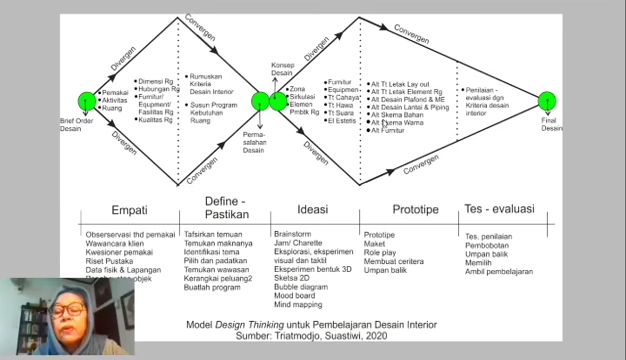 Divergen
Convergen
Divergen
Convergen
Brief Order
Desain
• Pemakai
• Aktivitas
• Ruang
• Dimensi Rg
• Hubungan Rg
• Furnitur/
Equpment/
Fasilitas Rg
• Kualitas Rg
• Rumuskan
Kriteria
Desain Interior
• Susun Program
Kebutuhan
Ruang
Konsep
Desain
Perma-
salahan
Desain
• Zona
• Sirkulasi
• Elemen
Pmbtk Rg
• Furnitur/
• Equipmen
• Tt Cahaya
• Tt Hawa
• Tt Suara
• El Estetis
• Alt Tt Letak Lay out
• Alt Tt Letak Element Rg
• Alt Desain Plafond & ME
• Alt Desain Lantai & Piping
• Alt Skema Bahan
• Alt Skema Warna
• Alt Furnitur
• Penilaian -
evaluasi dgn
Kriteria desain
interior
Final
Desain
Divergen
Convergen
Divergen
Convergen
Empati
Define -
Pastikan
Ideasi
Prototipe
Tes - evaluasi
Obserservasi thd pemakai
Wawancara klien
Kwesioner pemakai
Riset Pustaka
Data fisik & Lapangan
objek
Tafsirkan temuan
Temukan maknanya
Identifikasi tema
Pilih dan padatkan
Temukan wawasan
Kerangkai peluang2
Buatlah program
Brainstorm
Jam/ Charette
Eksplorasi, eksperimen
visual dan taktil
Eksperimen bentuk 3D
Sketsa 2D
Bubble diagram
Mood board
Mind mapping
Prototipe
Maket
Role play
Membuat ceritera
Umpan balik
Tes, penilaian
Pembobotan
Umpan balik
Memilih
Ambil pembelajaran
Model Design Thinking untuk Pembelajaran Desain Interior
Sumber: Triatmodjo, Suastiwi, 2020